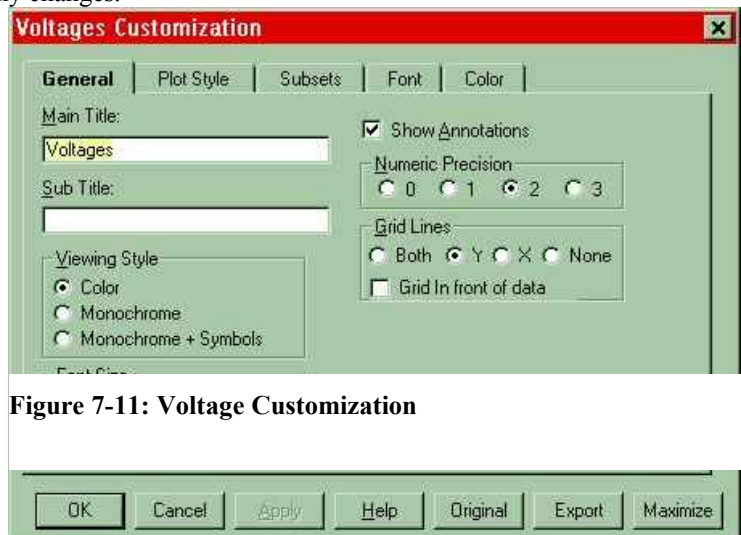 changes.
Voltages Customization
General Plot Style Subsets Font Color
Main Title:
Voltages
Show Annotations
Numeric Precision
0 1 2 3
Sub Title:
Grid Lines
Both Y X None
Grid In front of data
Viewing Style
Color
Monochrome
Monochrome + Symbols
Figure 7-11: Voltage Customization
OK Cancel Apply Help Original Export Maximize